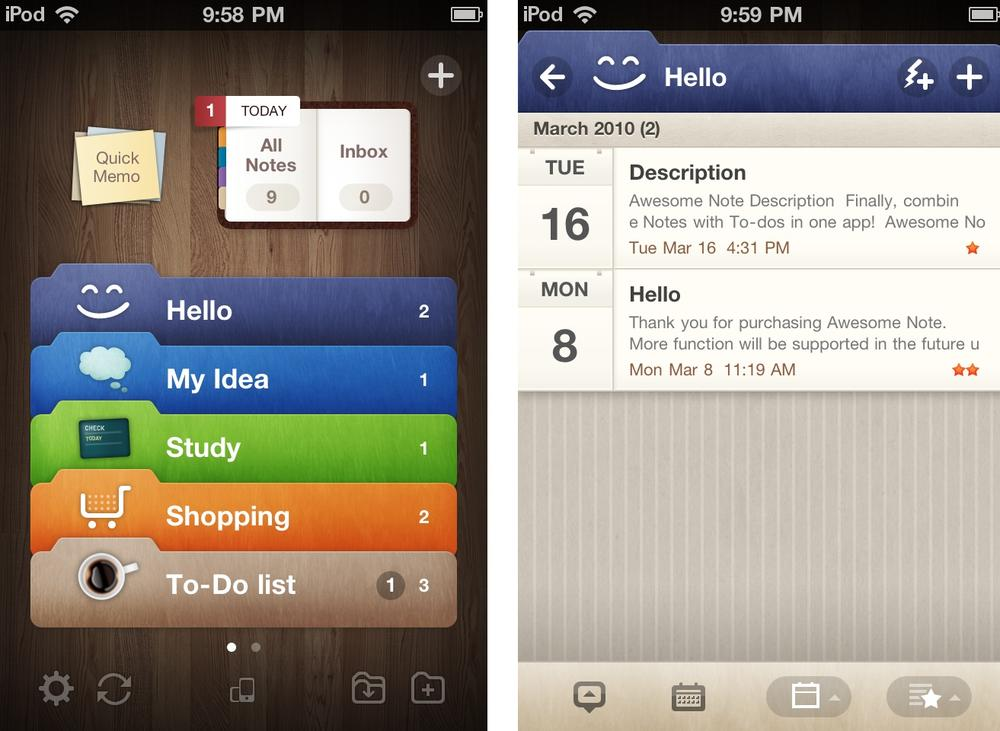 iPod 9:58 PM
1 TODAY
Quick
Memo
All
Notes
9
Inbox
0
Hello 2
My Idea 1
CHECK
TODAY
Study 1
Shopping 2
To-Do list 1 3
iPod 9:59 PM
Hello
March 2010 (2)
TUE
16
Description
Awesome Note Description Finally, combin
e Notes with To-dos in one app! Awesome No
Tue Mar 16 4:31 PM
MON
8
Hello
Thank you for purchasing Awesome Note.
More function will be supported in the future u
Mon Mar 8 11:19 AM